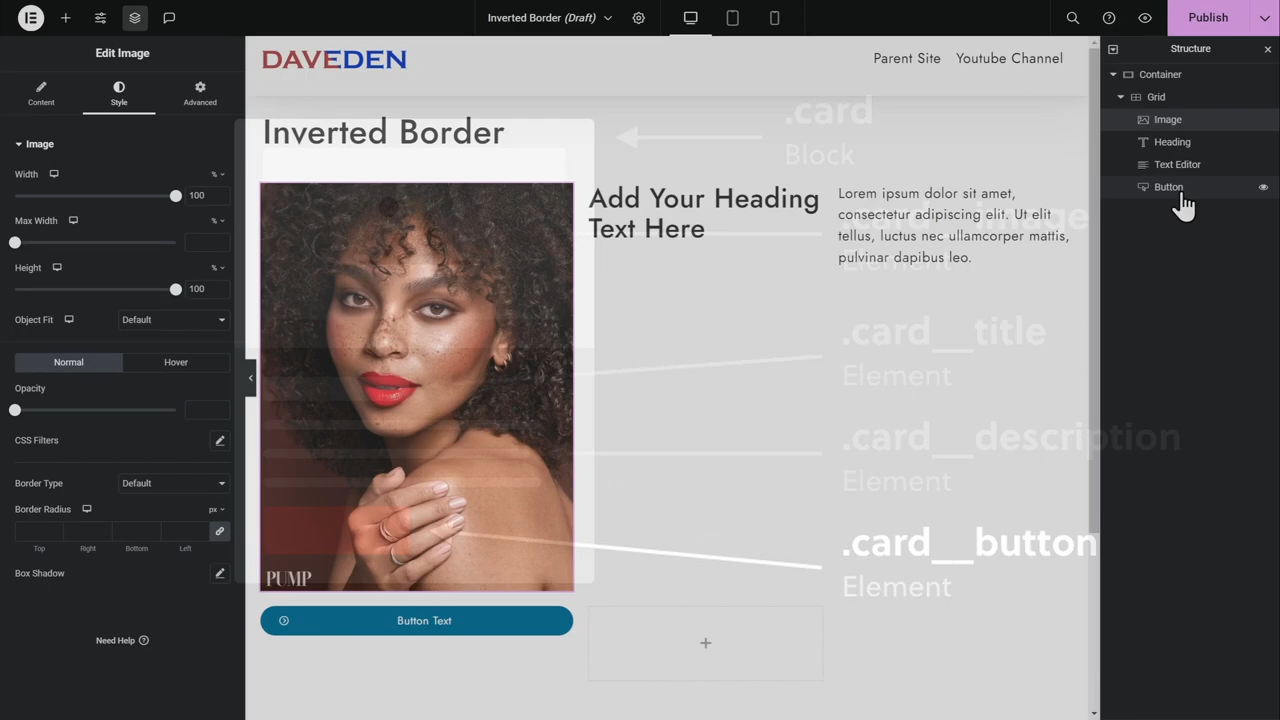 Inverted Border (Draft)
Publish
Edit Image
Content
Style
Advanced
Image
Width
%
100
Max Width
%
Height
%
100
Object Fit
Default
Normal
Hover
Opacity
CSS Filters
Border Type
Default
Border Radius
px
Top
Right
Bottom
Left
Box Shadow
Need Help
DAVEDEN
Parent Site
Youtube Channel
Inverted Border
.card
Block
Add Your Heading
Text Here
Lorem ipsum dolor sit amet,
consectetur adipiscing elit. Ut elit
tellus, luctus nec ullamcorper mattis,
pulvinar dapibus leo.
.card__image
Element
.card__title
Element
.card__description
Element
.card__button
Element
PUMP
Button Text
Structure
Container
Grid
Image
Heading
Text Editor
Button